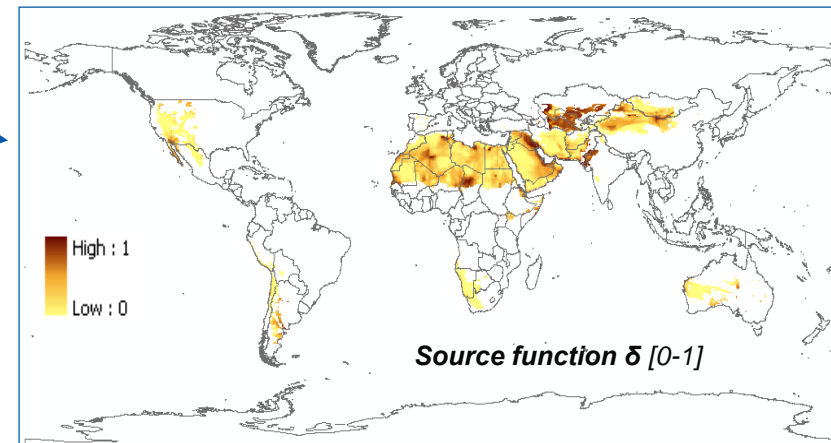 High : 1
Low : 0
Source function δ [0-1]